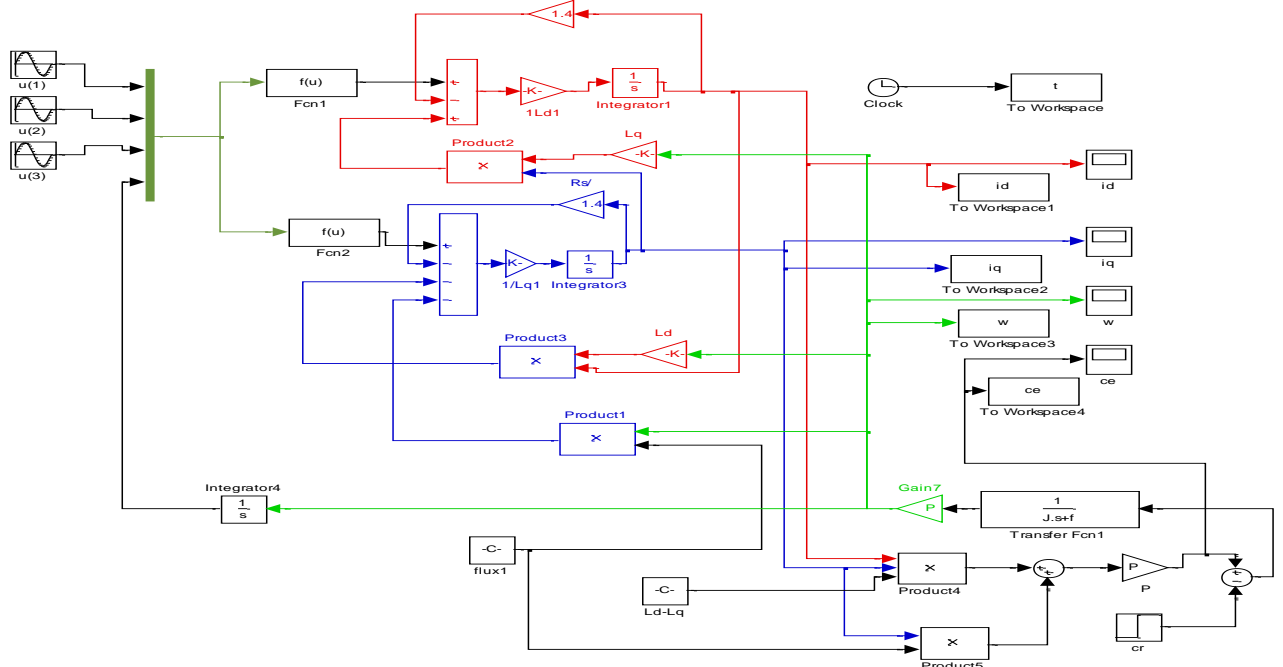 1.4
u(1)
f(u)
Fcn1
+
-
+
-K-
1Ld1
1
s
Integrator1
Clock
t
To Workspace
u(2)
u(3)
Lq
-K-
Product2
×
id
id
To Workspace1
Rs/
1.4
f(u)
Fcn2
+
-
-
-
K-
1/Lq1
1
s
Integrator3
iq
iq
To Workspace2
w
w
To Workspace3
Ld
-K-
Product3
×
ce
ce
To Workspace4
Product1
×
Integrator4
1
s
Gain7
P
1
J.s+f
Transfer Fcn1
-C-
flux1
-C-
Ld-Lq
×
Product4
+
+
P
P
+
-
cr
×
Product5